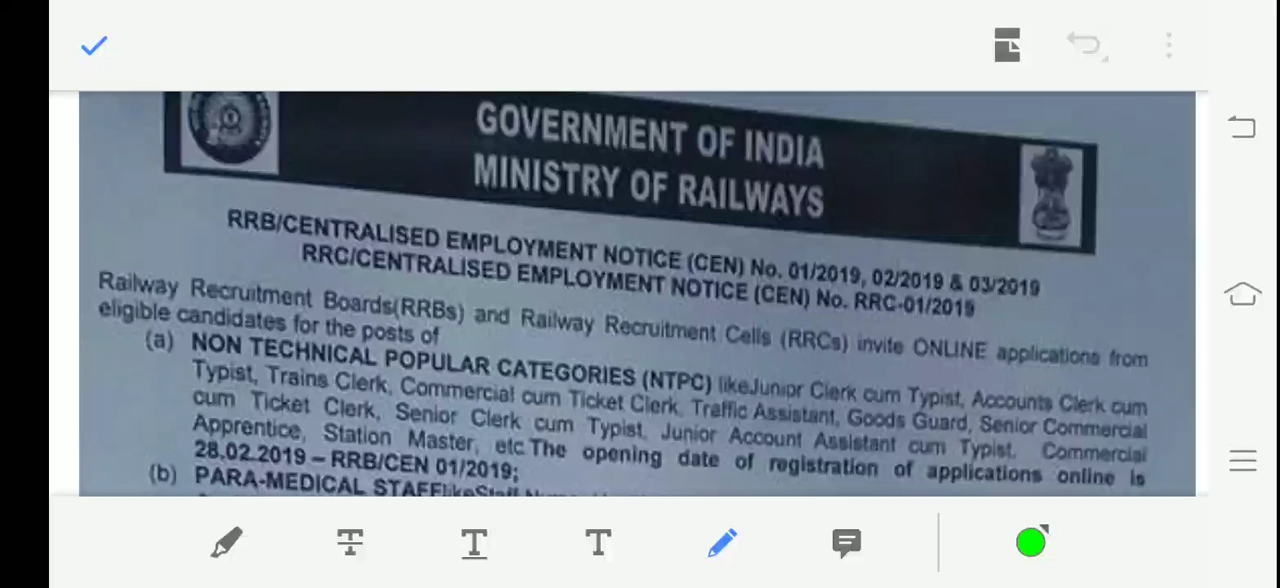 GOVERNMENT OF INDIA
MINISTRY OF RAILWAYS
RRB/CENTRALISED EMPLOYMENT NOTICE (CEN) No. 01/2019, 02/2019 & 03/2019
RRC/CENTRALISED EMPLOYMENT NOTICE (CEN) No. RRC-01/2019
Railway Recruitment Boards(RRBs) and Railway Recruitment Cells (RRCs) invite ONLINE applications from
eligible candidates for the posts of
(a) NON TECHNICAL POPULAR CATEGORIES (NTPC) likeJunior Clerk cum Typist, Accounts Clerk cum
Typist, Trains Clerk, Commercial cum Ticket Clerk, Traffic Assistant, Goods Guard, Senior Commercial
cum Ticket Clerk, Senior Clerk cum Typist, Junior Account Assistant cum Typist, Commercial
Apprentice, Station Master, etc.The opening date of registration of applications online is
28.02.2019 – RRB/CEN 01/2019;
(b) PARA-MEDICAL STAFFlikeStaff
T
T
T